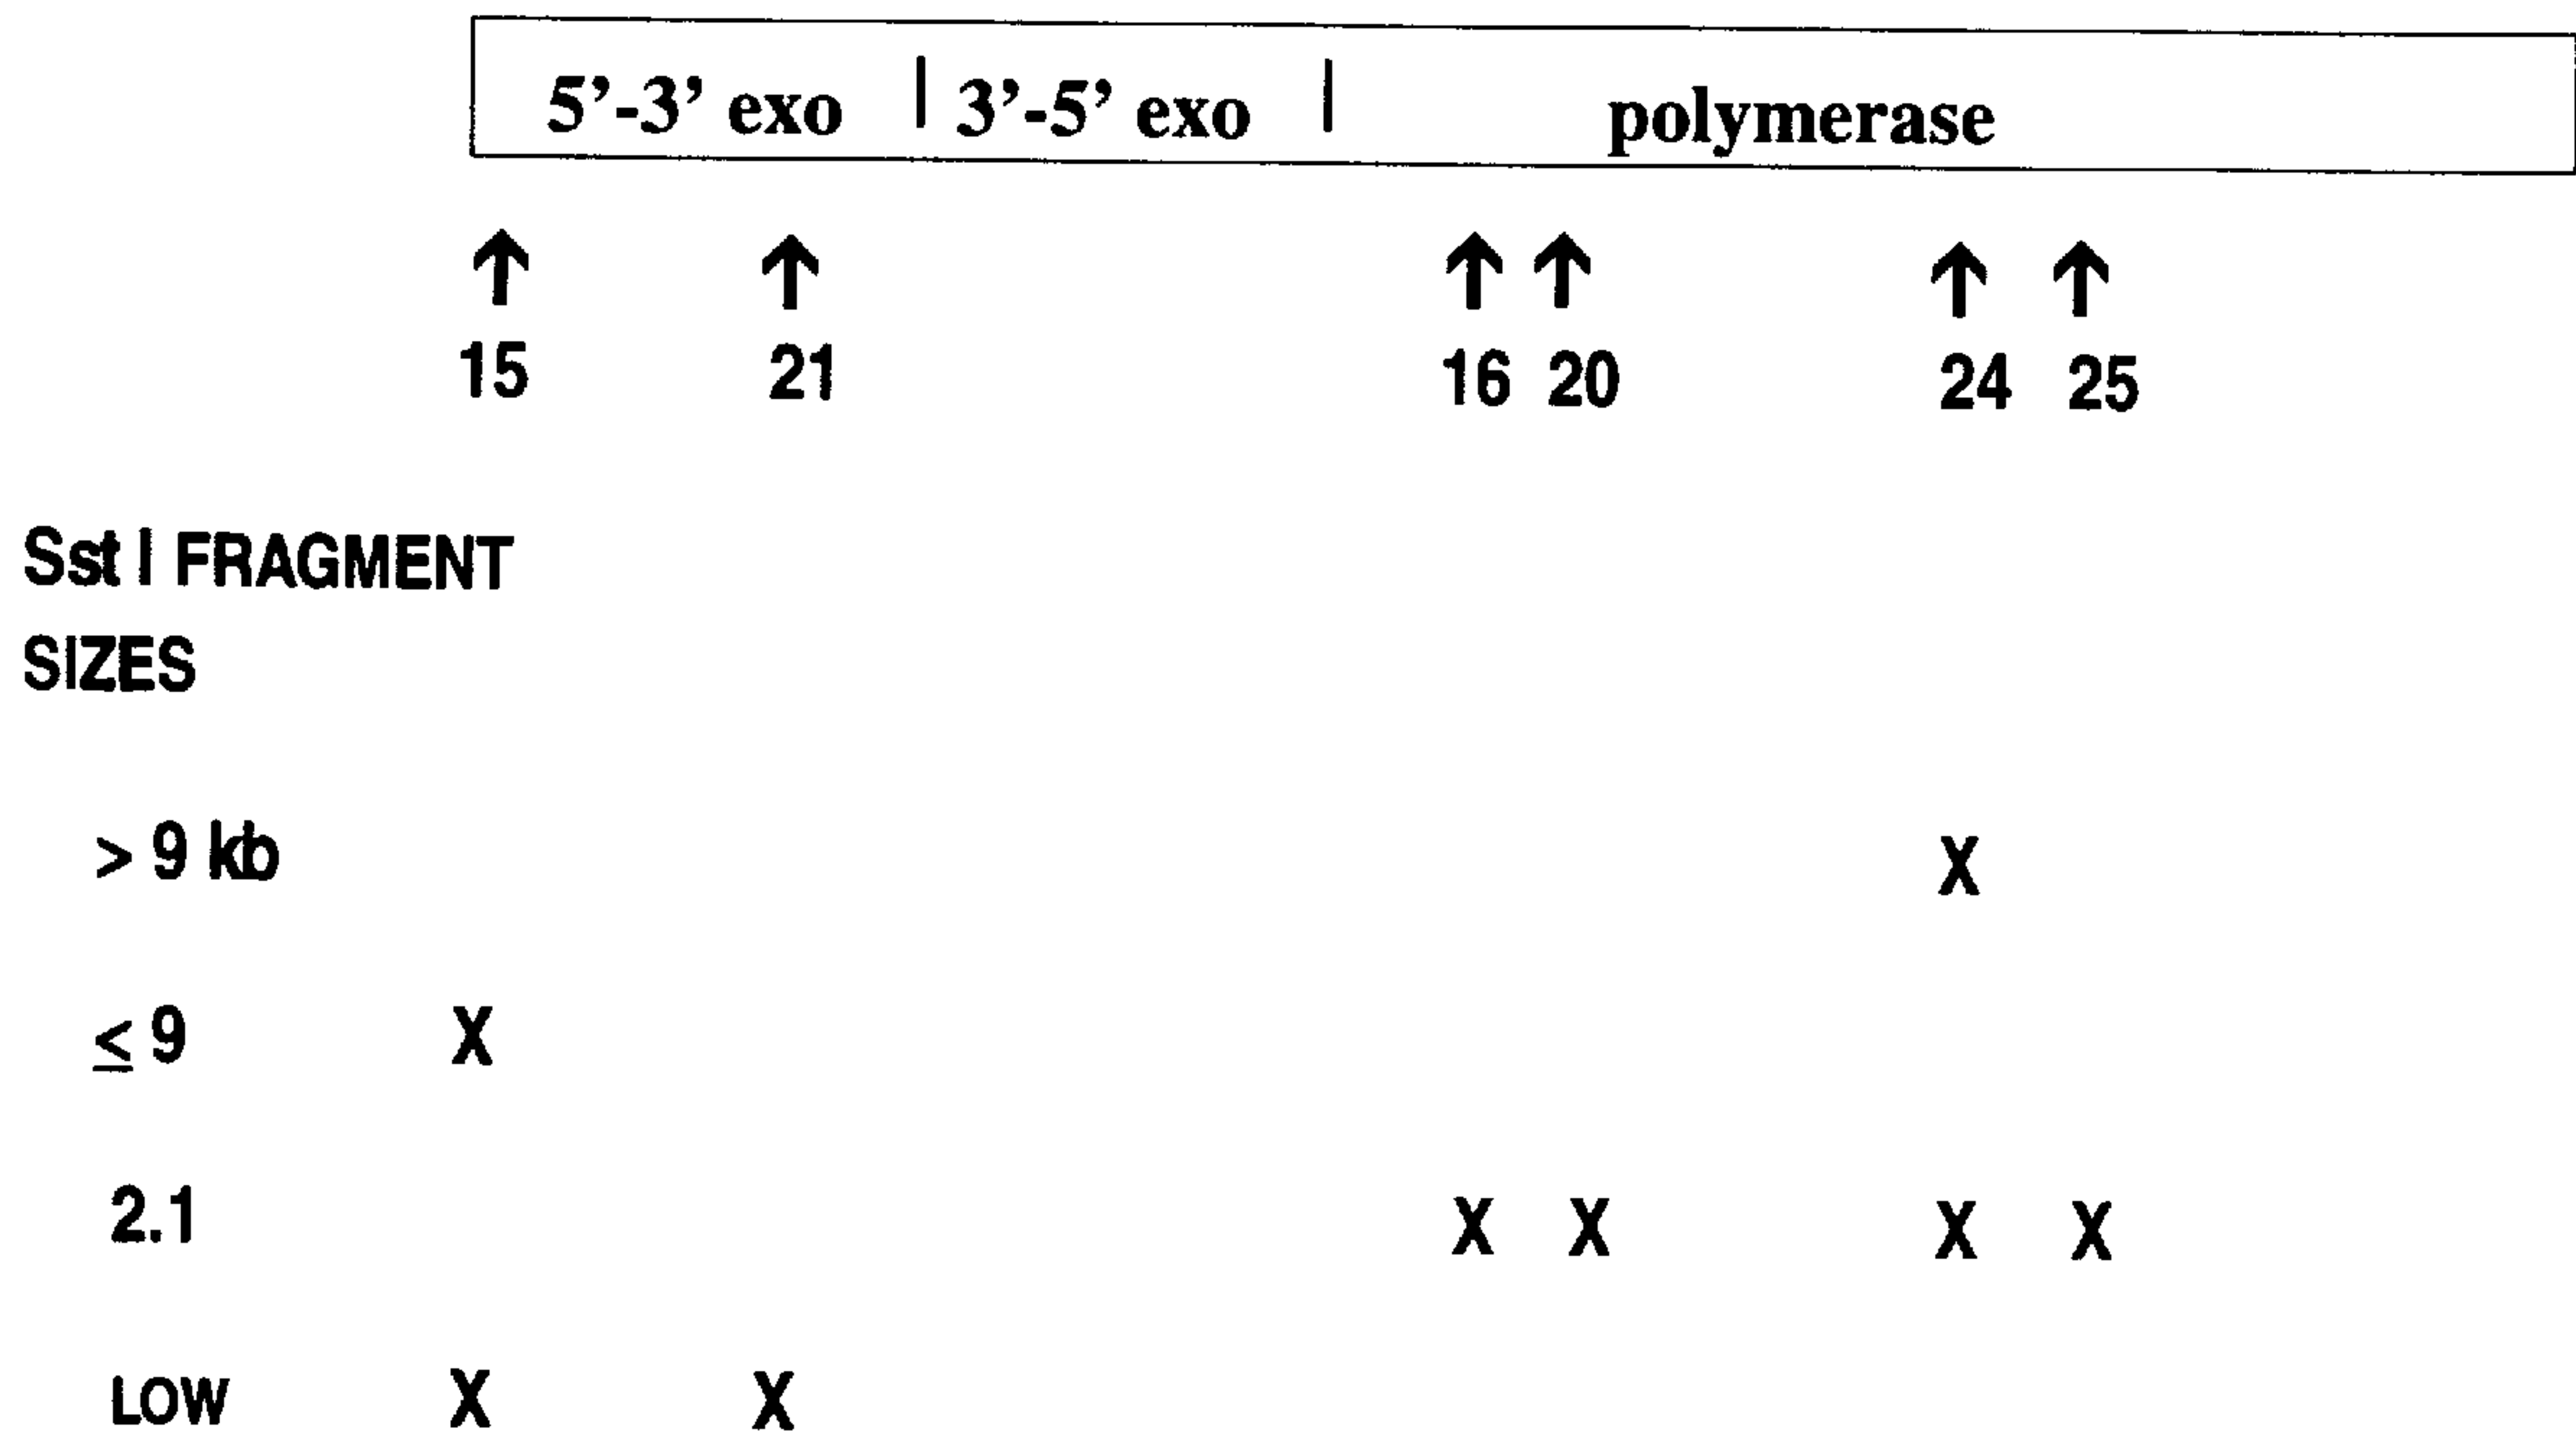 5’-3’ exo | 3’-5’ exo | polymerase
↑ ↑ ↑ ↑ ↑ ↑
15 21 16 20 24 25
Sst I FRAGMENT
SIZES
> 9 kb X
≤ 9 X
2.1 X X X X
LOW X X